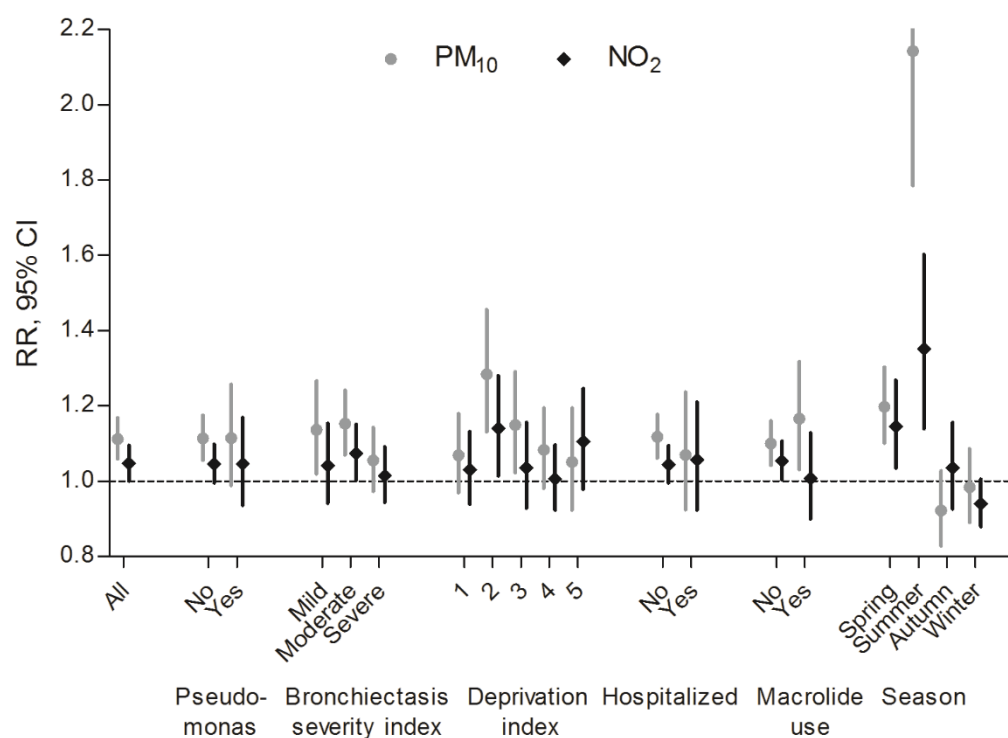 PM₁₀ NO₂
RR, 95% CI
2.2
2.0
1.8
1.6
1.4
1.2
1.0
0.8
All
No
Yes
Mild
Moderate
Severe
1
2
3
4
5
No
Yes
No
Yes
Spring
Summer
Autumn
Winter
Pseudo-
monas
Bronchiectasis
severity index
Deprivation
index
Hospitalized
Macrolide
use
Season